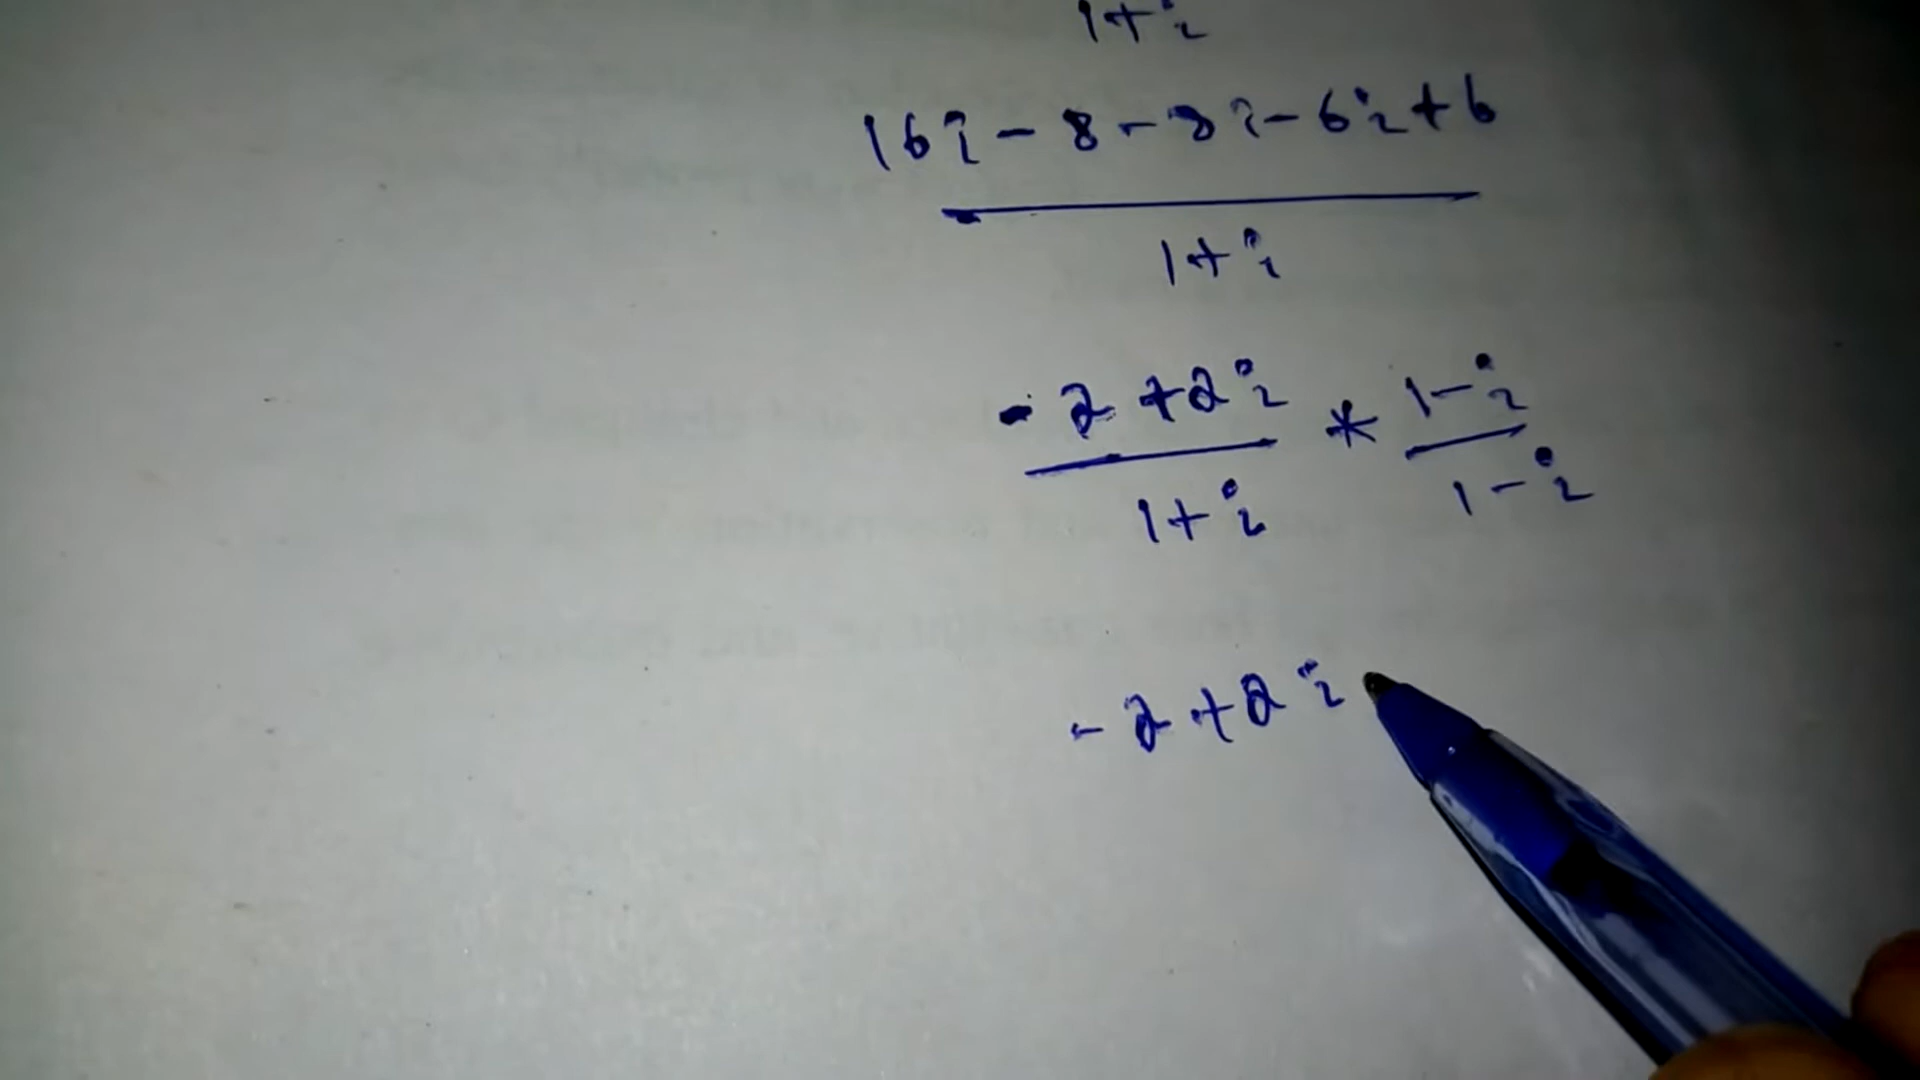 1+i
16i-8-8i-6i+6
1+i
-2+2i * 1-i
1+i 1-i
-2+2i